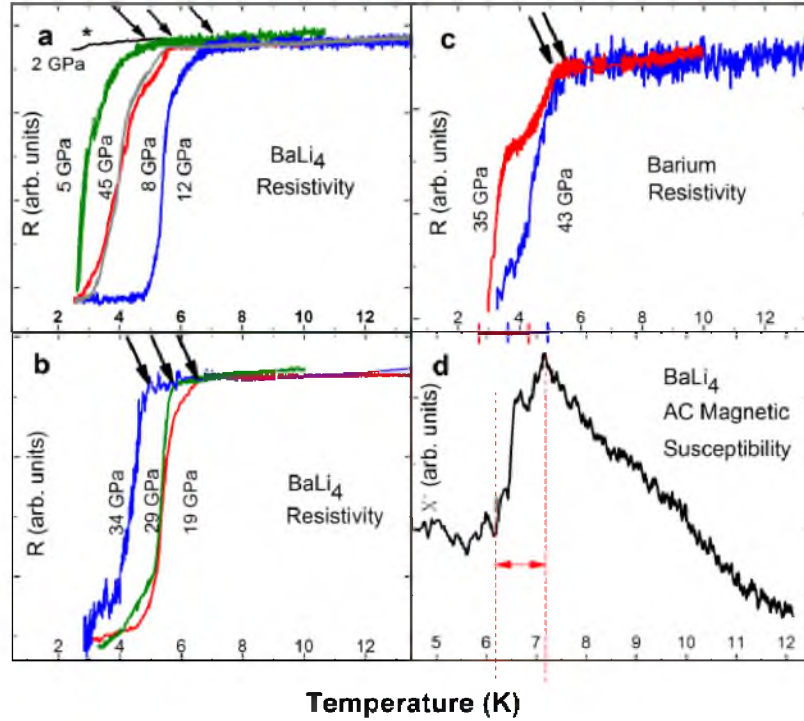 a
*
2 GPa
5 GPa
45 GPa
8 GPa
12 GPa
BaLi4
Resistivity
R (arb. units)
2 4 6 8 10 12
c
35 GPa
43 GPa
Barium
Resistivity
R (arb. units)
2 4 6 8 10 12
b
34 GPa
29 GPa
19 GPa
BaLi4
Resistivity
R (arb. units)
2 4 6 8 10 12
d
BaLi4
AC Magnetic
Susceptibility
(arb. units)
5 6 7 8 9 10 11 12
Temperature (K)